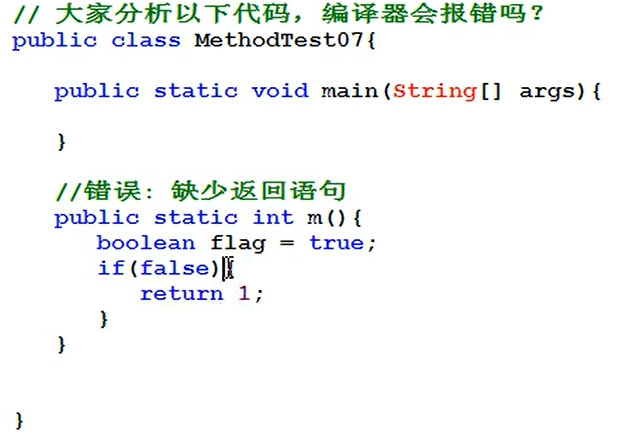 // 大家分析以下代码，编译器会报错吗？
public class MethodTest07{
public static void main(String[] args){
}
//错误: 缺少返回语句
public static int m(){
boolean flag = true;
if(false){
return 1;
}
}
}